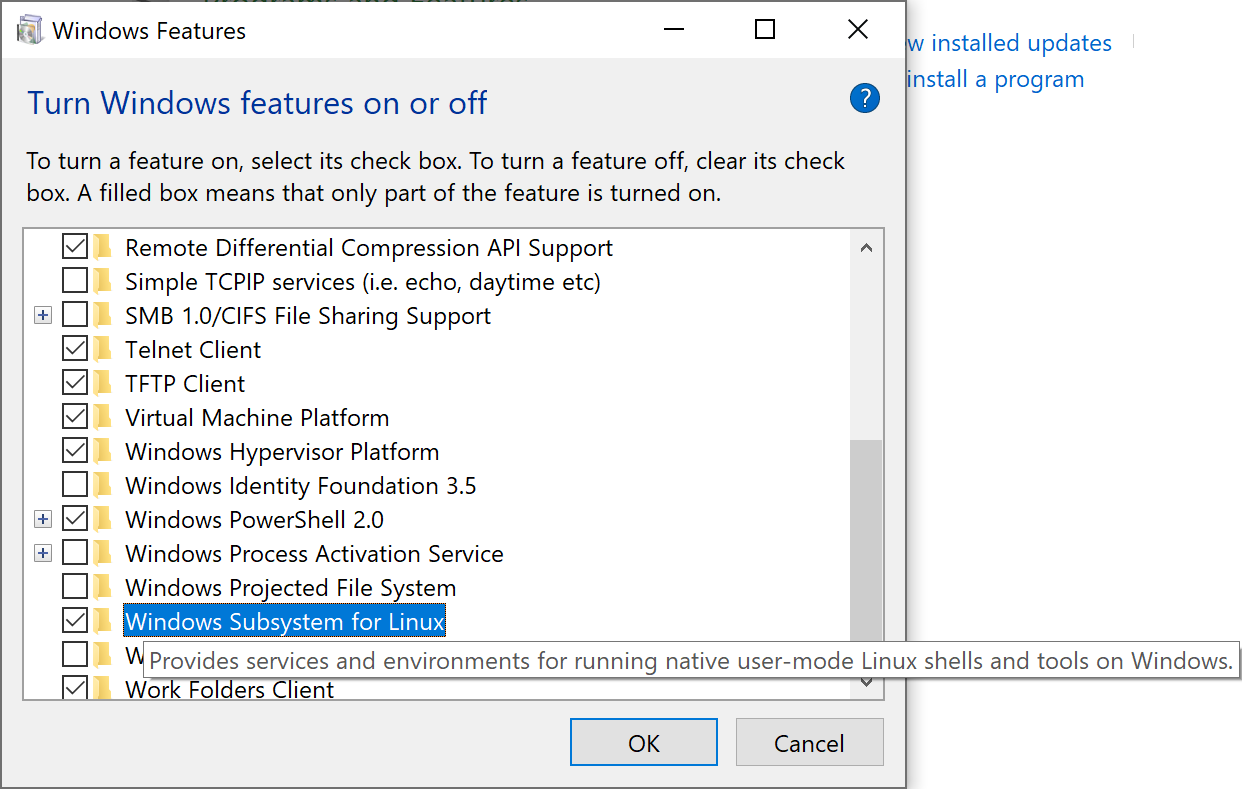 Windows Features
Turn Windows features on or off
?
To turn a feature on, select its check box. To turn a feature off, clear its check
box. A filled box means that only part of the feature is turned on.
Remote Differential Compression API Support
Simple TCPIP services (i.e. echo, daytime etc)
SMB 1.0/CIFS File Sharing Support
Telnet Client
TFTP Client
Virtual Machine Platform
Windows Hypervisor Platform
Windows Identity Foundation 3.5
Windows PowerShell 2.0
Windows Process Activation Service
Windows Projected File System
Windows Subsystem for Linux
Provides services and environments for running native user-mode Linux shells and tools on Windows.
Work Folders Client
OK Cancel
installed updates
install a program